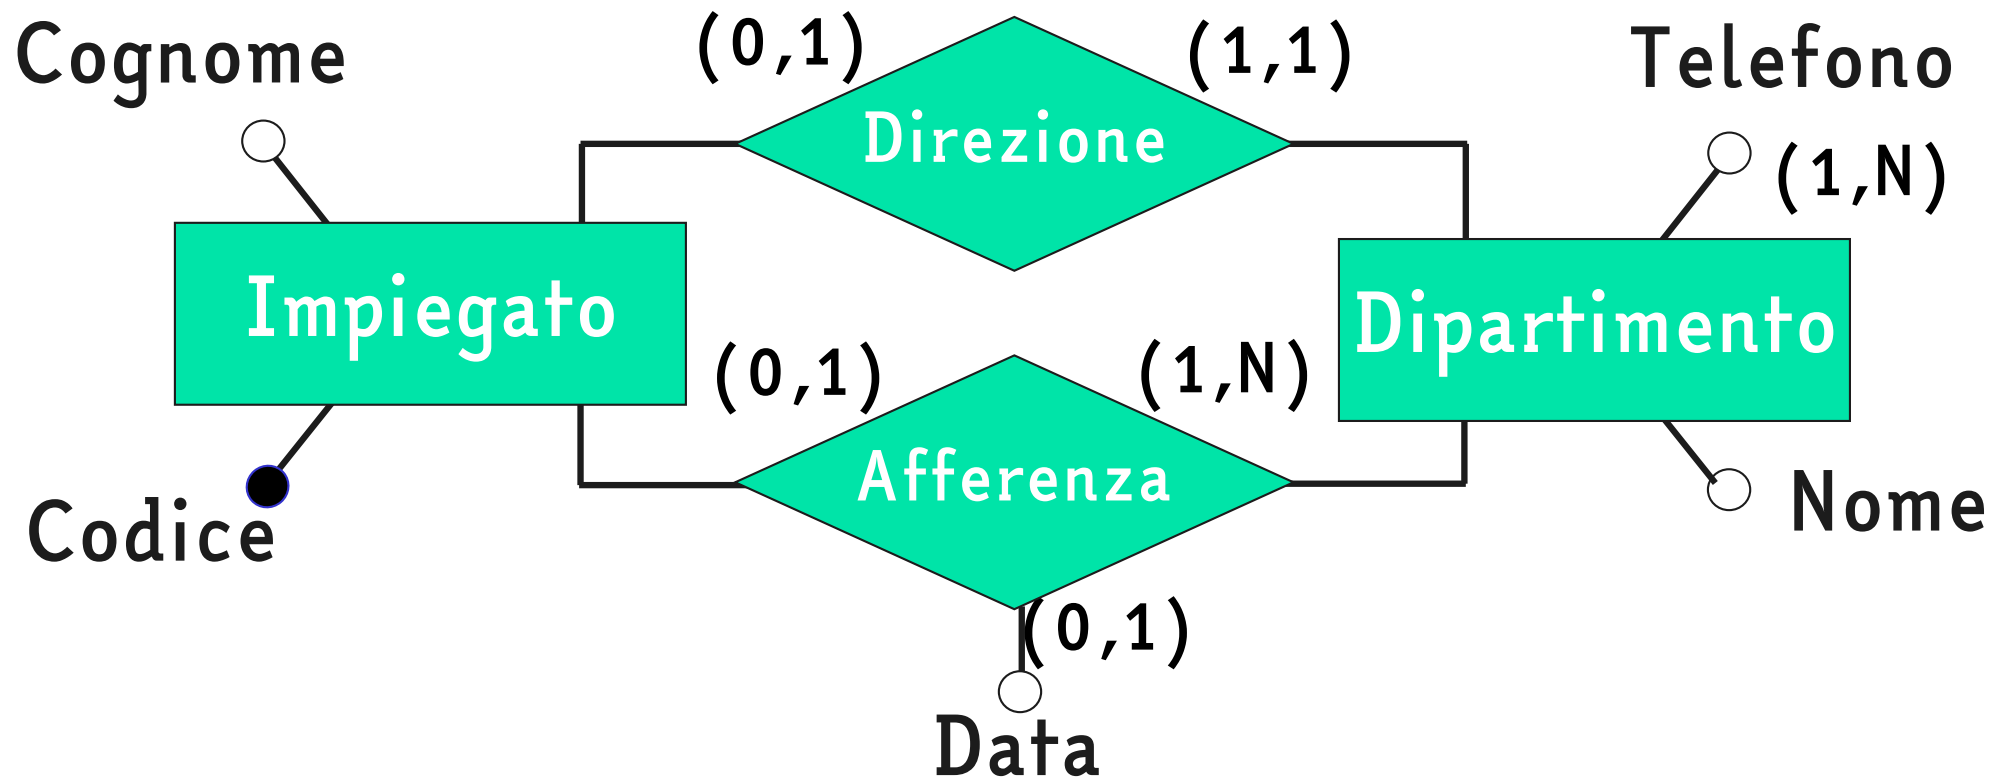 Cognome
(0,1)
(1,1)
Telefono
Direzione
(1,N)
Impiegato
Dipartimento
(0,1)
(1,N)
Afferenza
Codice
Nome
(0,1)
Data